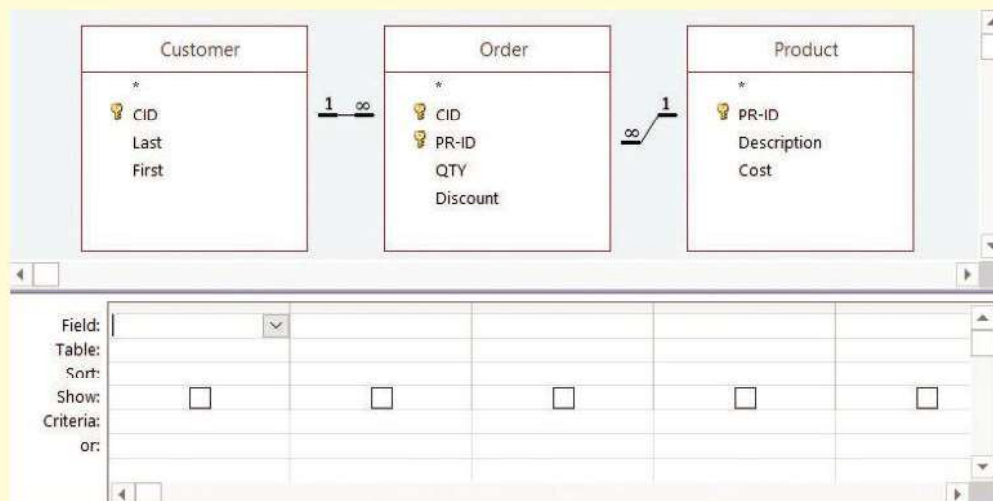 Customer
*
CID
Last
First
1 ∞
Order
*
CID
PR-ID
QTY
Discount
∞ 1
Product
*
PR-ID
Description
Cost
Field:
Table:
Sort:
Show:
Criteria:
or: